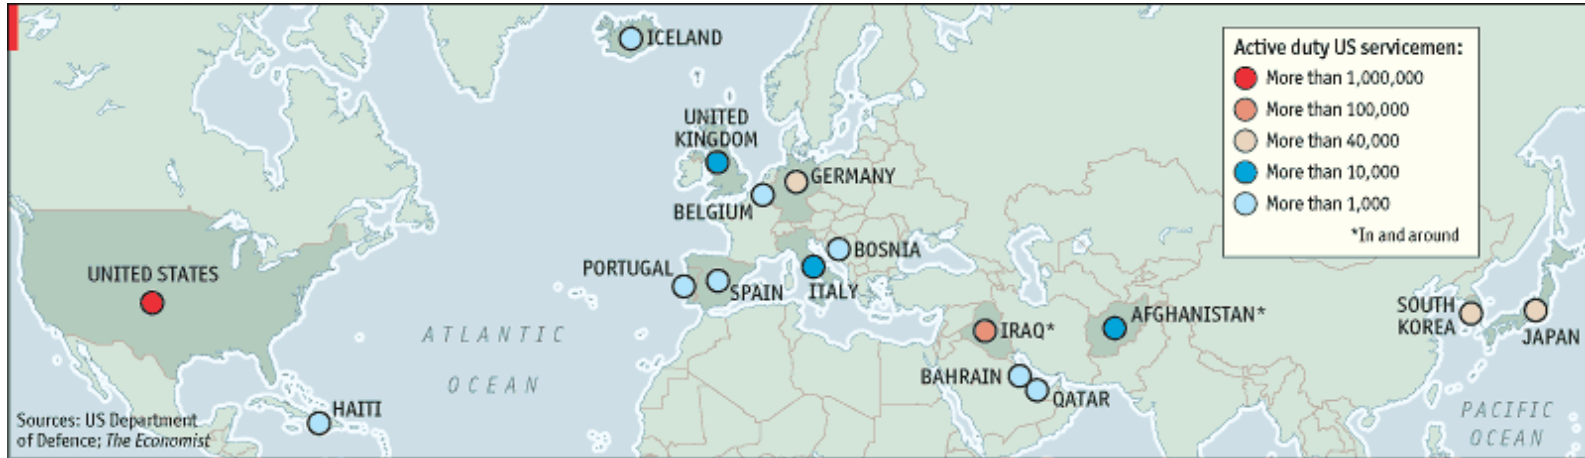 ICELAND
UNITED
KINGDOM
GERMANY
BELGIUM
BOSNIA
PORTUGAL
SPAIN
ITALY
UNITED STATES
ATLANTIC
OCEAN
IRAQ*
AFGHANISTAN*
SOUTH
KOREA
JAPAN
BAHRAIN
QATAR
HAITI
PACIFIC
OCEAN
Active duty US servicemen:
More than 1,000,000
More than 100,000
More than 40,000
More than 10,000
More than 1,000
*In and around
Sources: US Department
of Defence; The Economist